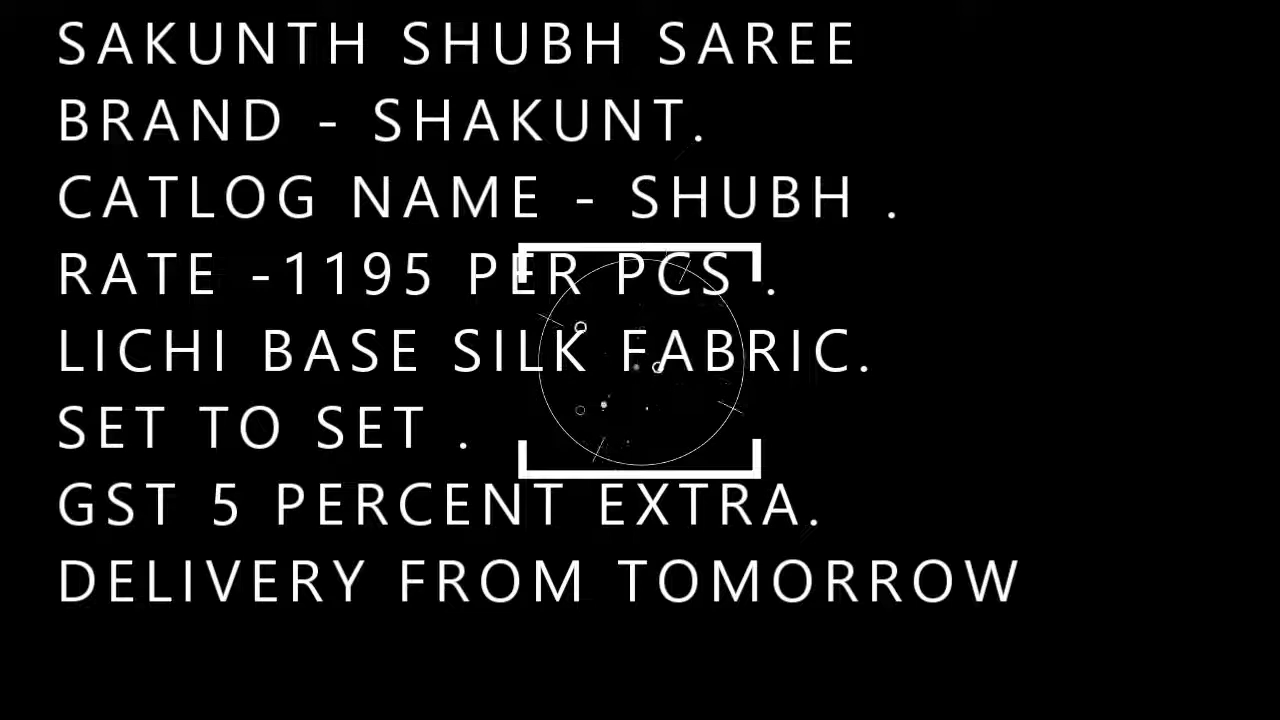 SAKUNTH SHUBH SAREE
BRAND - SHAKUNT.
CATLOG NAME - SHUBH .
RATE -1195 PER PCS .
LICHI BASE SILK FABRIC.
SET TO SET .
GST 5 PERCENT EXTRA.
DELIVERY FROM TOMORROW